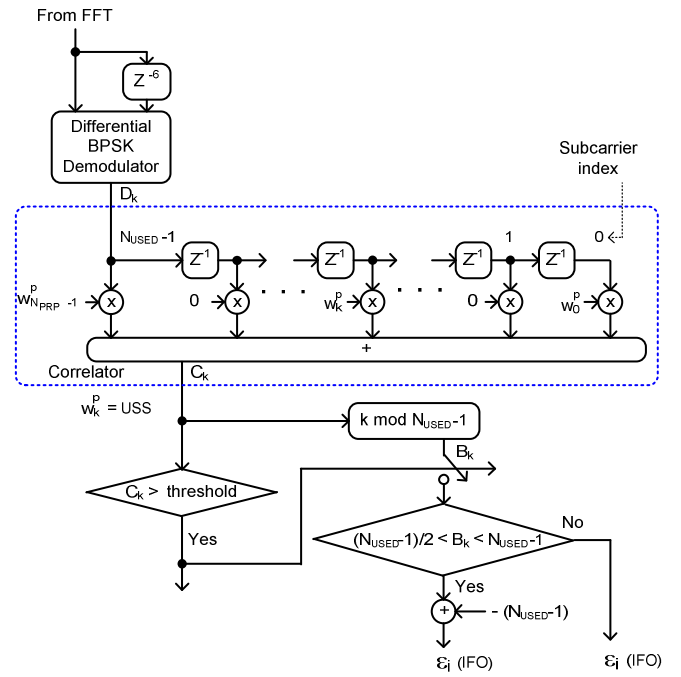 From FFT
Z^-6
Differential
BPSK
Demodulator
D_k
Subcarrier
index
N_USED -1
Z^-1
Z^-1
1
Z^-1
Z^-1
0
w^p_N_PRP -1
x
0
x
. . .
w^p_k
x
. . .
0
x
w^p_0
x
+
Correlator
C_k
w^p_k = USS
k mod N_USED-1
B_k
C_k > threshold
Yes
(N_USED-1)/2 < B_k < N_USED-1
No
Yes
+
- (N_USED-1)
ε_i (IFO)
ε_i (IFO)